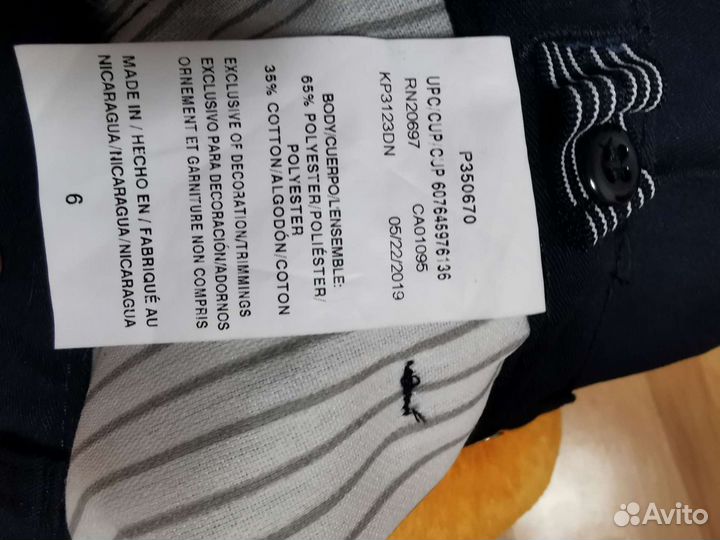 P350670
UPC/CUP/CUP 607645976136
RN20697 CA01095
KP3123DN 05/22/2019
BODY/CUERPO/L'ENSEMBLE:
65% POLYESTER/POLIÉSTER/
POLYESTER
35% COTTON/ALGODÓN/COTON
EXCLUSIVE OF DECORATION/TRIMMINGS
EXCLUSIVO PARA DECORACIÓN/ADORNOS
ORNEMENT ET GARNITURE NON COMPRIS
MADE IN / HECHO EN / FABRIQUÉ AU
NICARAGUA/NICARAGUA/NICARAGUA
6
Avito